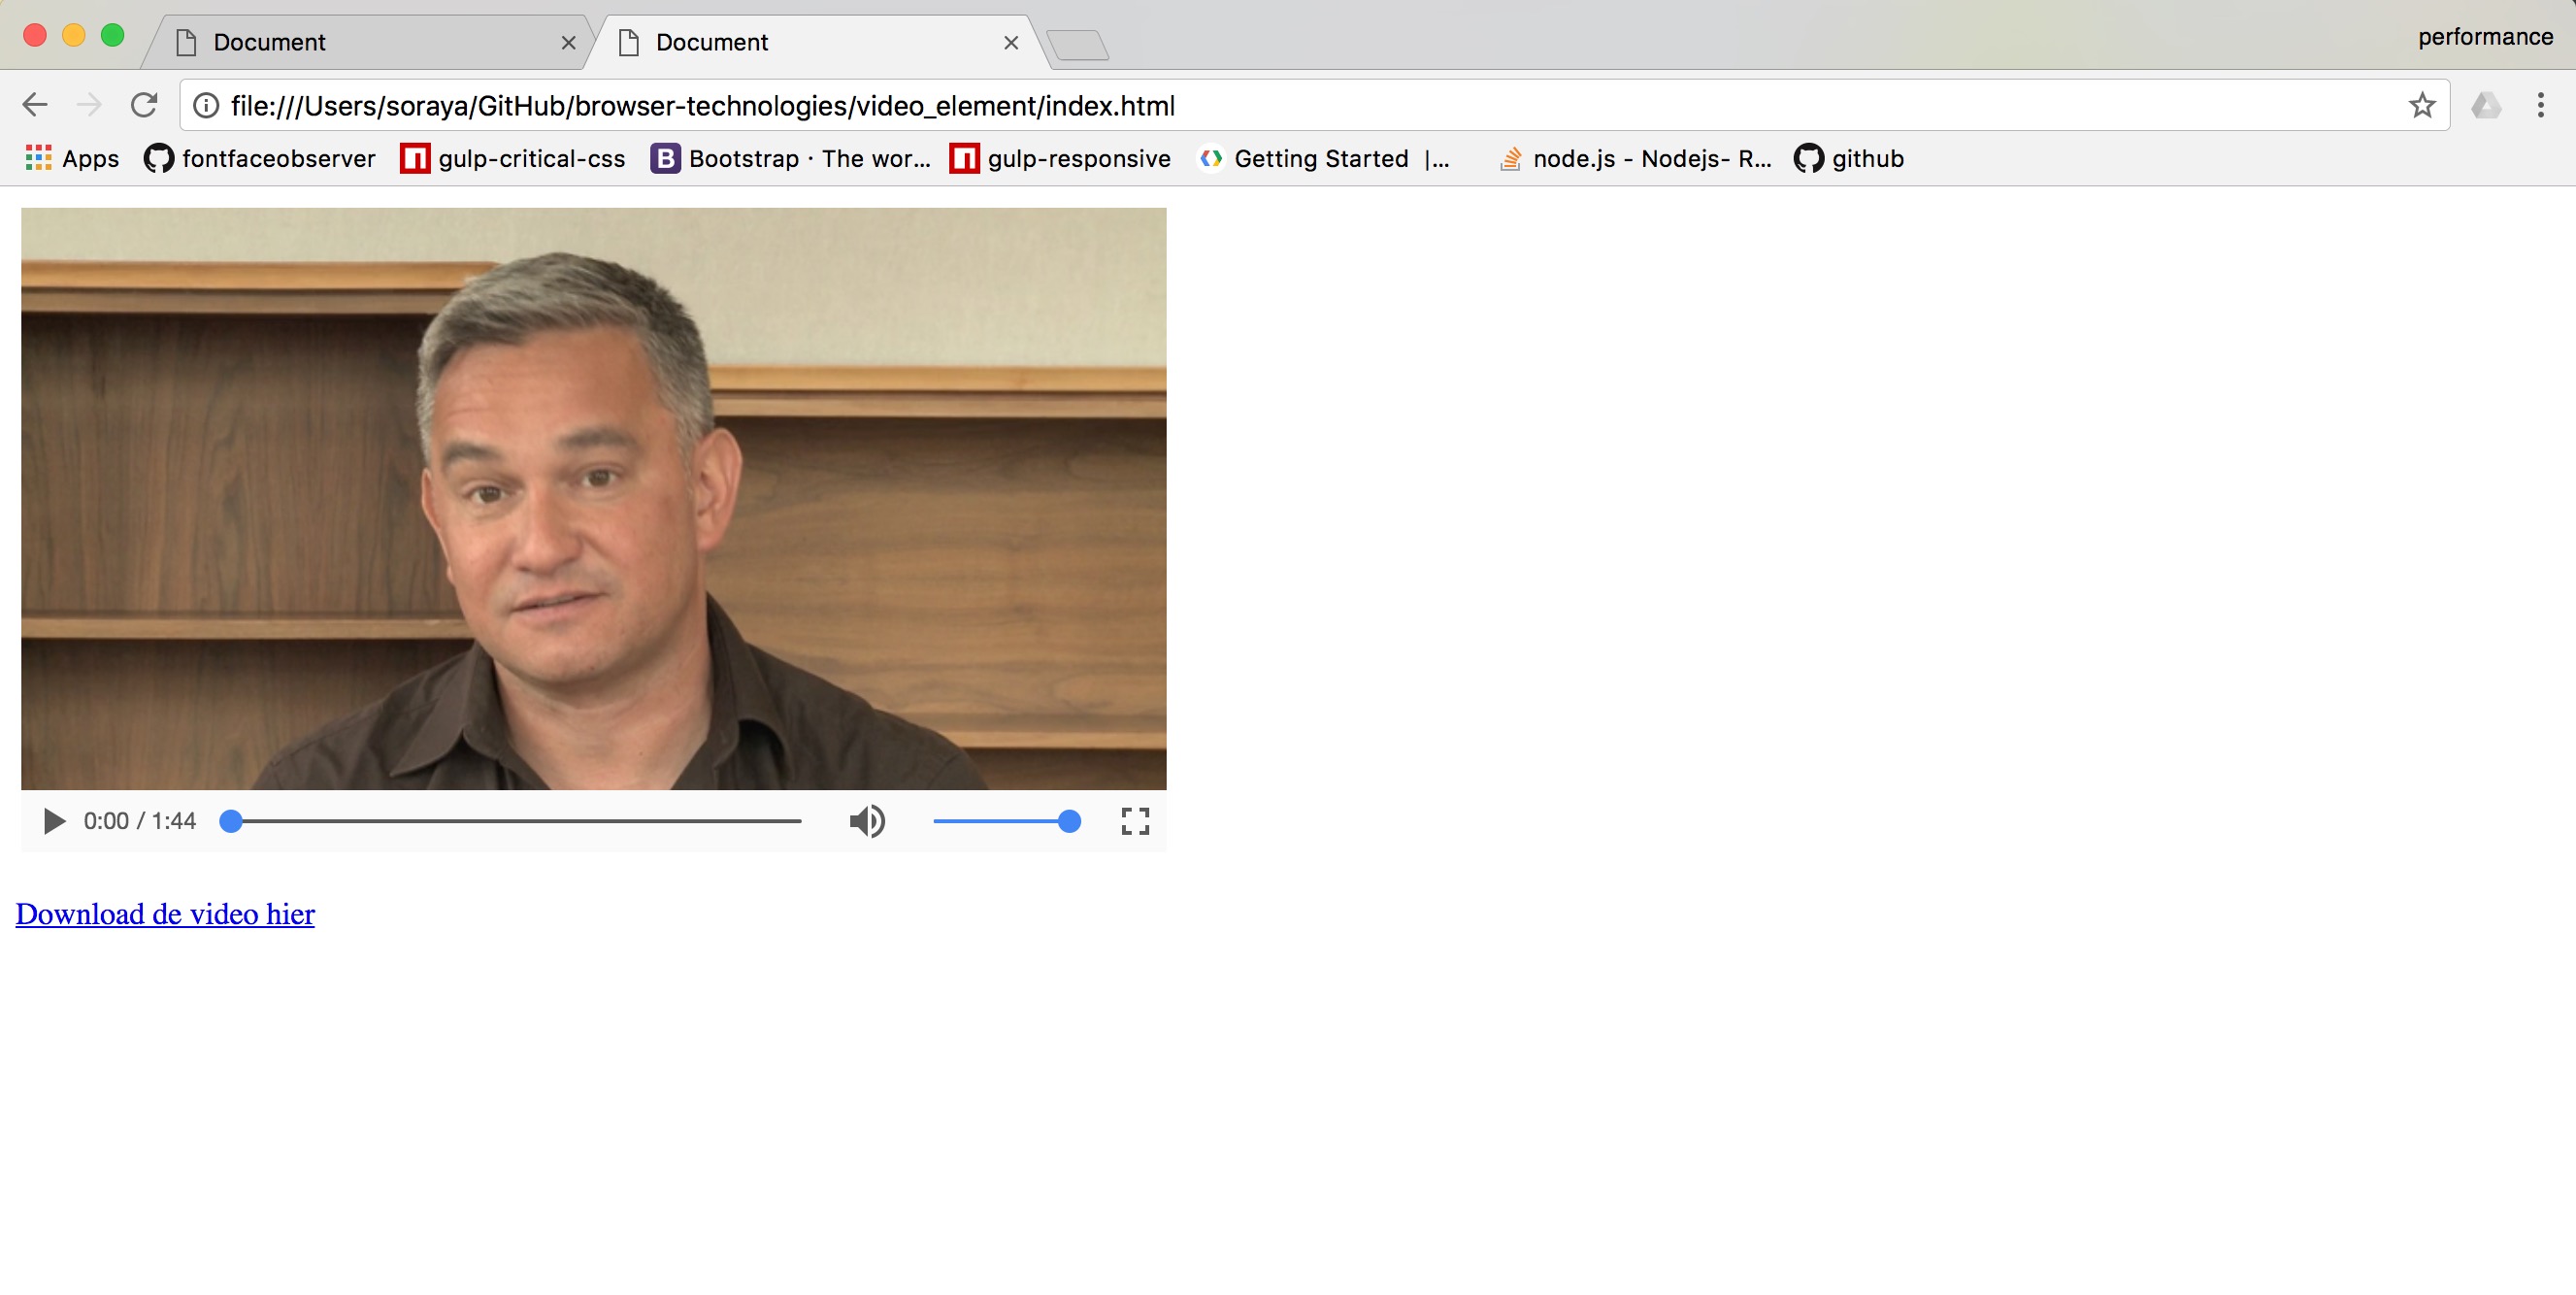 Document Document performance
file:///Users/soraya/GitHub/browser-technologies/video_element/index.html
Apps fontfaceobserver gulp-critical-css B Bootstrap · The wor... gulp-responsive Getting Started |... node.js - Nodejs- R... github
0:00 / 1:44
Download de video hier